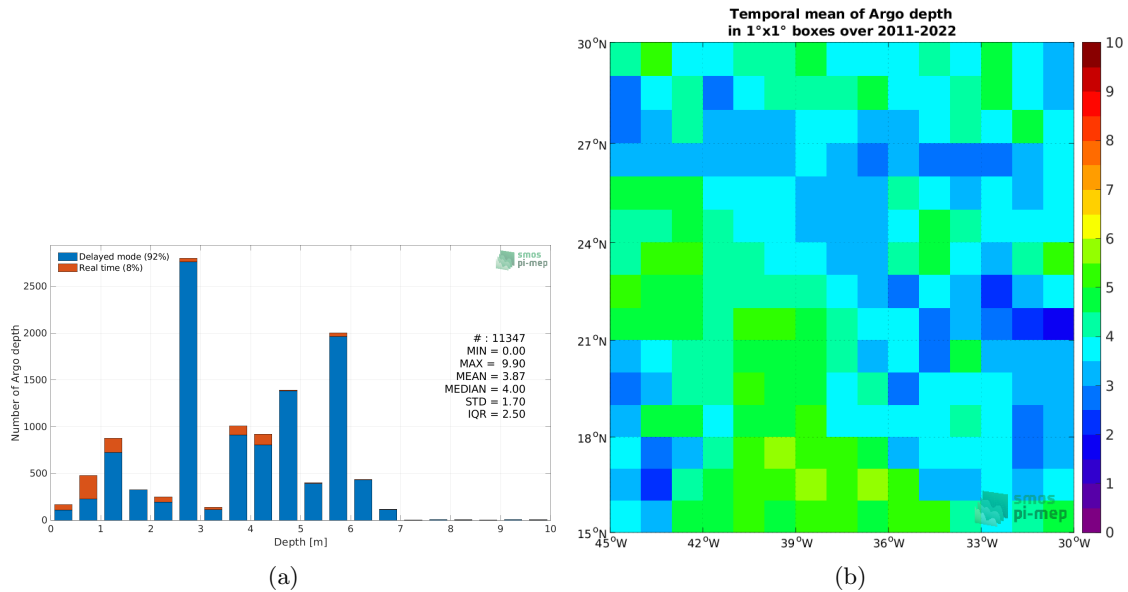 Delayed mode (92%)
Real time (8%)
smos
pi-mep
# : 11347
MIN = 0.00
MAX = 9.90
MEAN = 3.87
MEDIAN = 4.00
STD = 1.70
IQR = 2.50
Number of Argo depth
2500
2000
1500
1000
500
0
0 1 2 3 4 5 6 7 8 9 10
Depth [m]
(a)
Temporal mean of Argo depth
in 1°x1° boxes over 2011-2022
30°N
27°N
24°N
21°N
18°N
15°N
45°W 42°W 39°W 36°W 33°W 30°W
smos
pi-mep
10
9
8
7
6
5
4
3
2
1
0
(b)